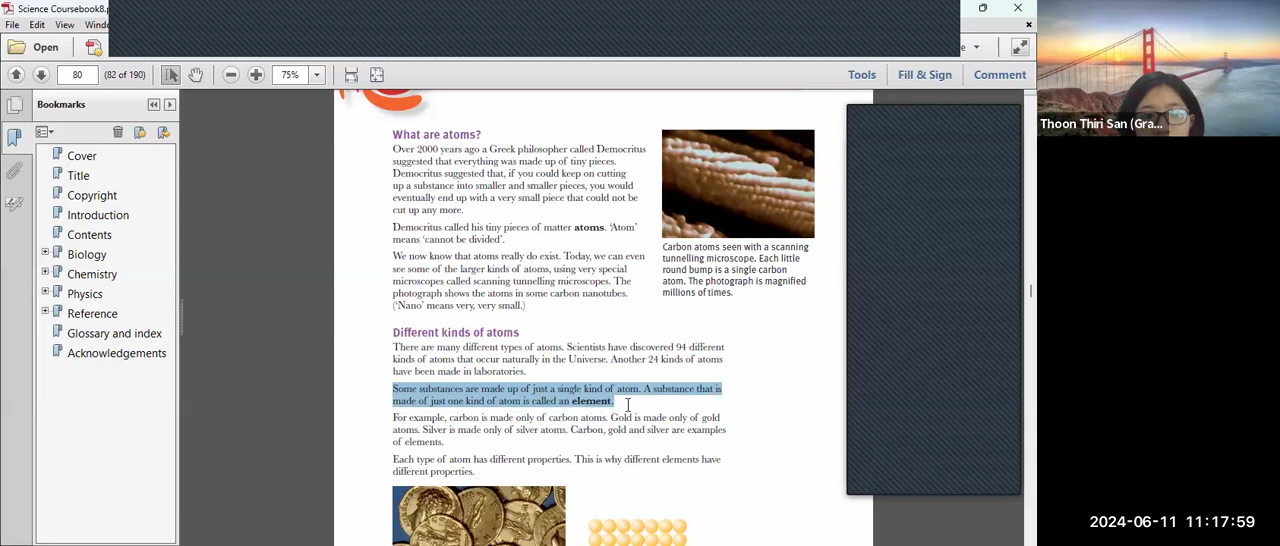 Science Coursebook8.p
File Edit View Windo
Open
80 (82 of 190) 75% Tools Fill & Sign Comment
Bookmarks
Cover
Title
Copyright
Introduction
Contents
Biology
Chemistry
Physics
Reference
Glossary and index
Acknowledgements
What are atoms?
Over 2000 years ago a Greek philosopher called Democritus
suggested that everything was made up of tiny pieces.
Democritus suggested that, if you could keep on cutting
up a substance into smaller and smaller pieces, you would
eventually end up with a very small piece that could not be
cut up any more.
Democritus called his tiny pieces of matter atoms. ‘Atom’
means ‘cannot be divided’.
We now know that atoms really do exist. Today, we can even
see some of the larger kinds of atoms, using very special
microscopes called scanning tunnelling microscopes. The
photograph shows the atoms in some carbon nanotubes.
(‘Nano’ means very, very small.)
Carbon atoms seen with a scanning
tunnelling microscope. Each little
round bump is a single carbon
atom. The photograph is magnified
millions of times.
Different kinds of atoms
There are many different types of atoms. Scientists have discovered 94 different
kinds of atoms that occur naturally in the Universe. Another 24 kinds of atoms
have been made in laboratories.
Some substances are made up of just a single kind of atom. A substance that is
made of just one kind of atom is called an element.
For example, carbon is made only of carbon atoms. Gold is made only of gold
atoms. Silver is made only of silver atoms. Carbon, gold and silver are examples
of elements.
Each type of atom has different properties. This is why different elements have
different properties.
Thoon Thiri San (Gra...
2024-06-11 11:17:59